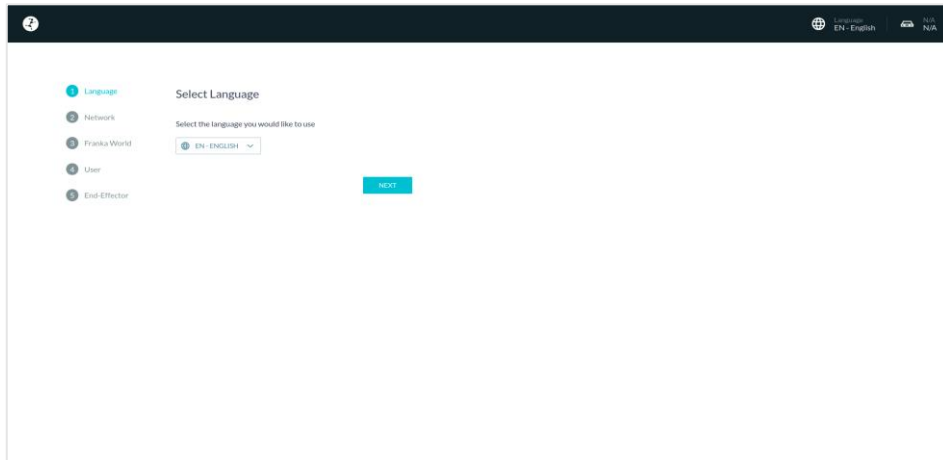 Language
EN - English
N/A
N/A
1 Language
2 Network
3 Franka World
4 User
5 End-Effector
Select Language
Select the language you would like to use
EN - ENGLISH
NEXT